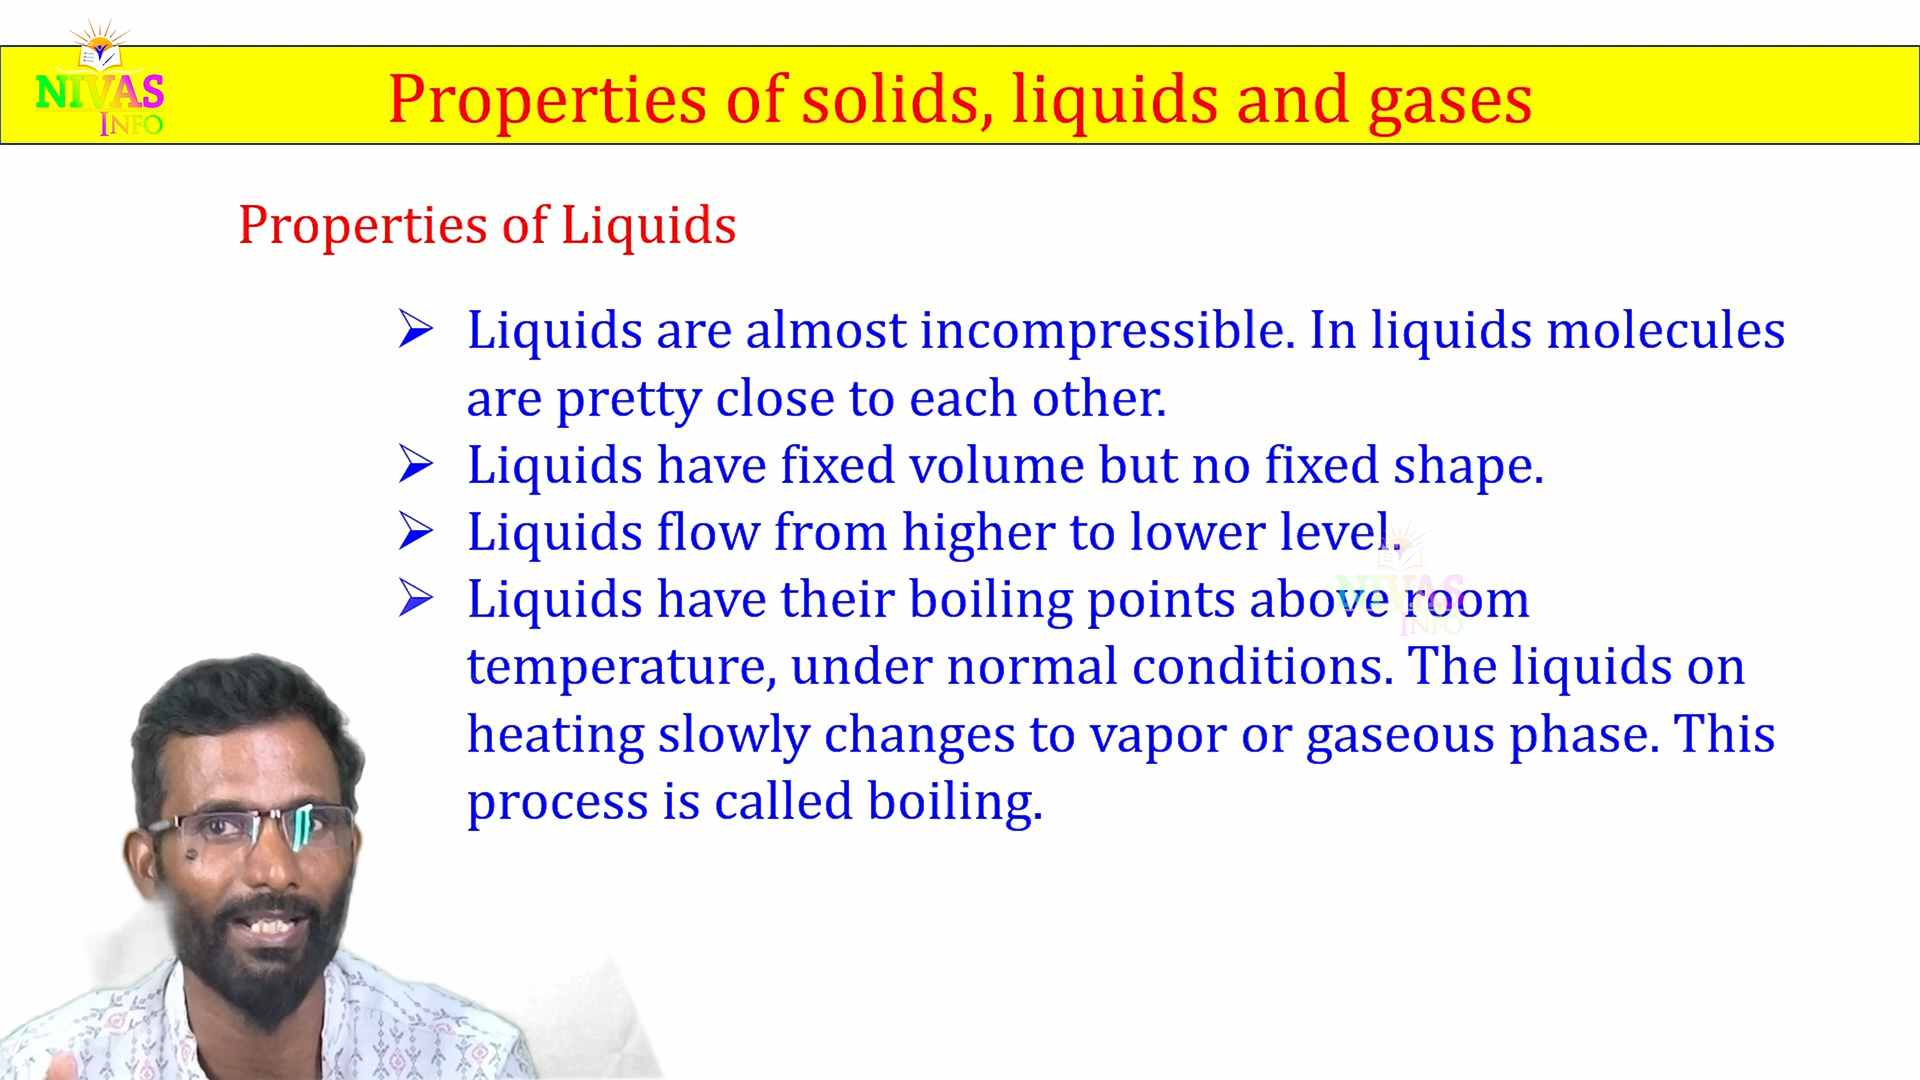 NIVAS
INFO
Properties of solids, liquids and gases
Properties of Liquids
➢ Liquids are almost incompressible. In liquids molecules
are pretty close to each other.
➢ Liquids have fixed volume but no fixed shape.
➢ Liquids flow from higher to lower level.
➢ Liquids have their boiling points above room
temperature, under normal conditions. The liquids on
heating slowly changes to vapor or gaseous phase. This
process is called boiling.
NIVAS
INFO